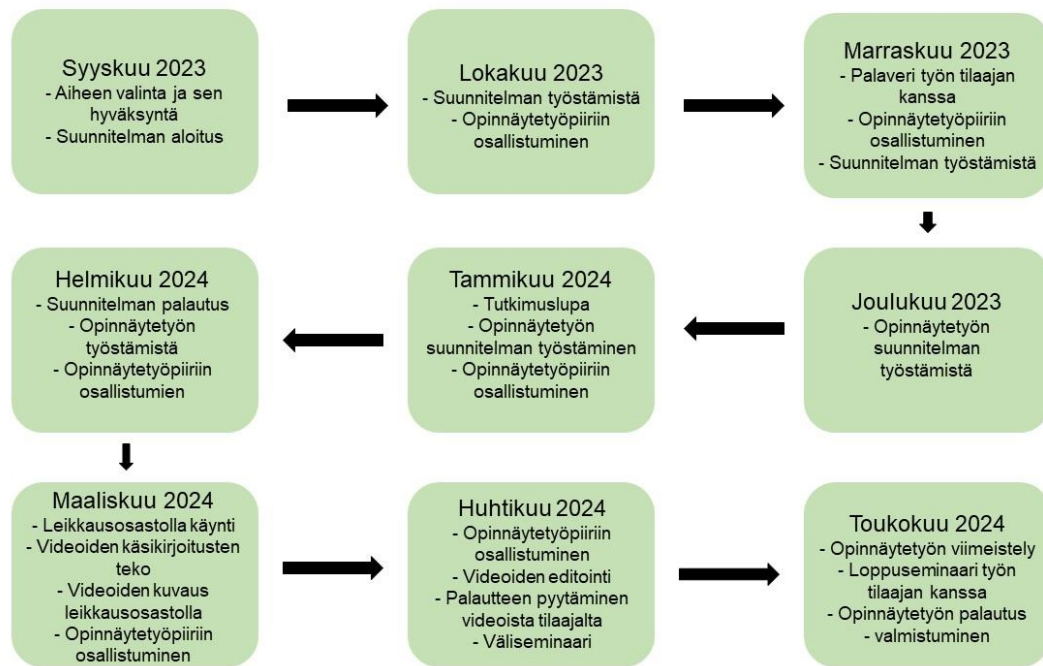 Syyskuu 2023
- Aiheen valinta ja sen
hyväksyntä
- Suunnitelman aloitus
Lokakuu 2023
- Suunnitelman työstämistä
- Opinnäytetyöpiiriin
osallistuminen
Marraskuu 2023
- Palaveri työn tilaajan
kanssa
- Opinnäytetyöpiiriin
osallistuminen
- Suunnitelman työstämistä
Joulukuu 2023
- Opinnäytetyön
suunnitelman
työstämistä
Tammikuu 2024
- Tutkimuslupa
- Opinnäytetyön
suunnitelman työstäminen
- Opinnäytetyöpiiriin
osallistuminen
Helmikuu 2024
- Suunnitelman palautus
- Opinnäytetyön
työstämistä
- Opinnäytetyöpiiriin
osallistumien
Maaliskuu 2024
- Leikkausosastolla käynti
- Videoiden käsikirjoitusten
teko
- Videoiden kuvaus
leikkausosastolla
- Opinnäytetyöpiiriin
osallistuminen
Huhtikuu 2024
- Opinnäytetyöpiiriin
osallistuminen
- Videoiden editointi
- Palautteen pyytäminen
videoista tilaajalta
- Väliseminaari
Toukokuu 2024
- Opinnäytetyön viimeistely
- Loppuseminaari työn
tilaajan kanssa
- Opinnäytetyön palautus
- valmistuminen